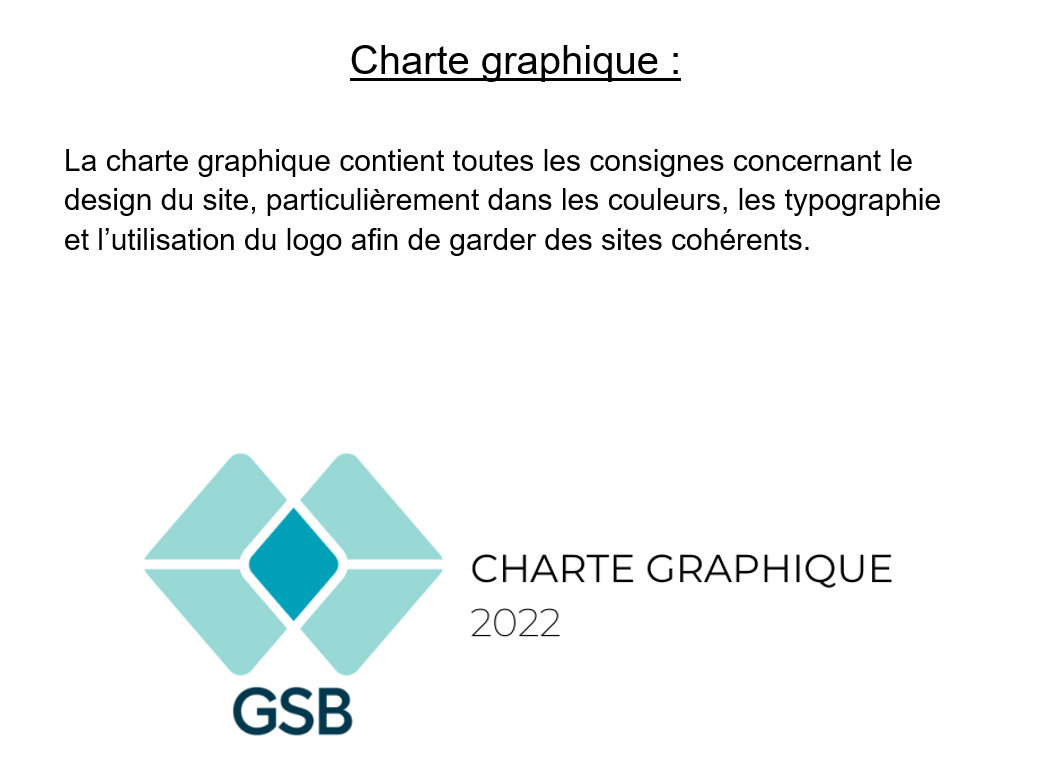 Charte graphique :
La charte graphique contient toutes les consignes concernant le
design du site, particulièrement dans les couleurs, les typographie
et l’utilisation du logo afin de garder des sites cohérents.
CHARTE GRAPHIQUE
2022
GSB